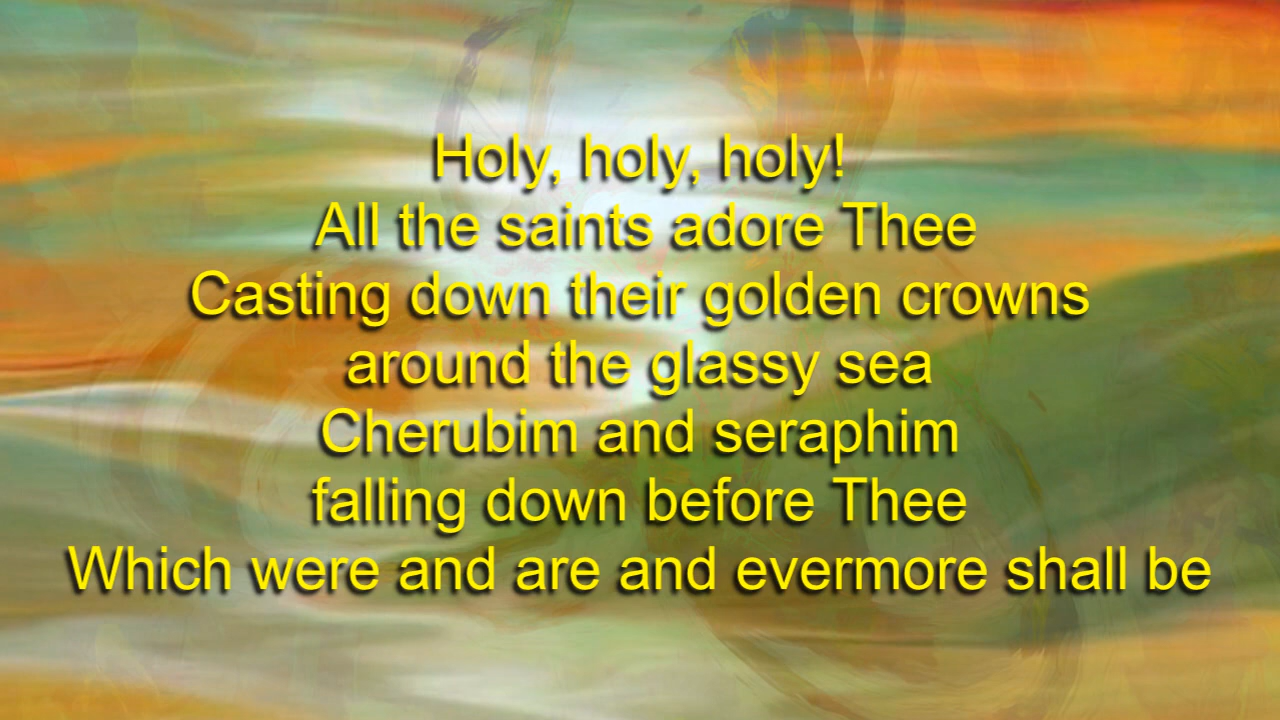 Holy, holy, holy!
All the saints adore Thee
Casting down their golden crowns
around the glassy sea
Cherubim and seraphim
falling down before Thee
Which were and are and evermore shall be